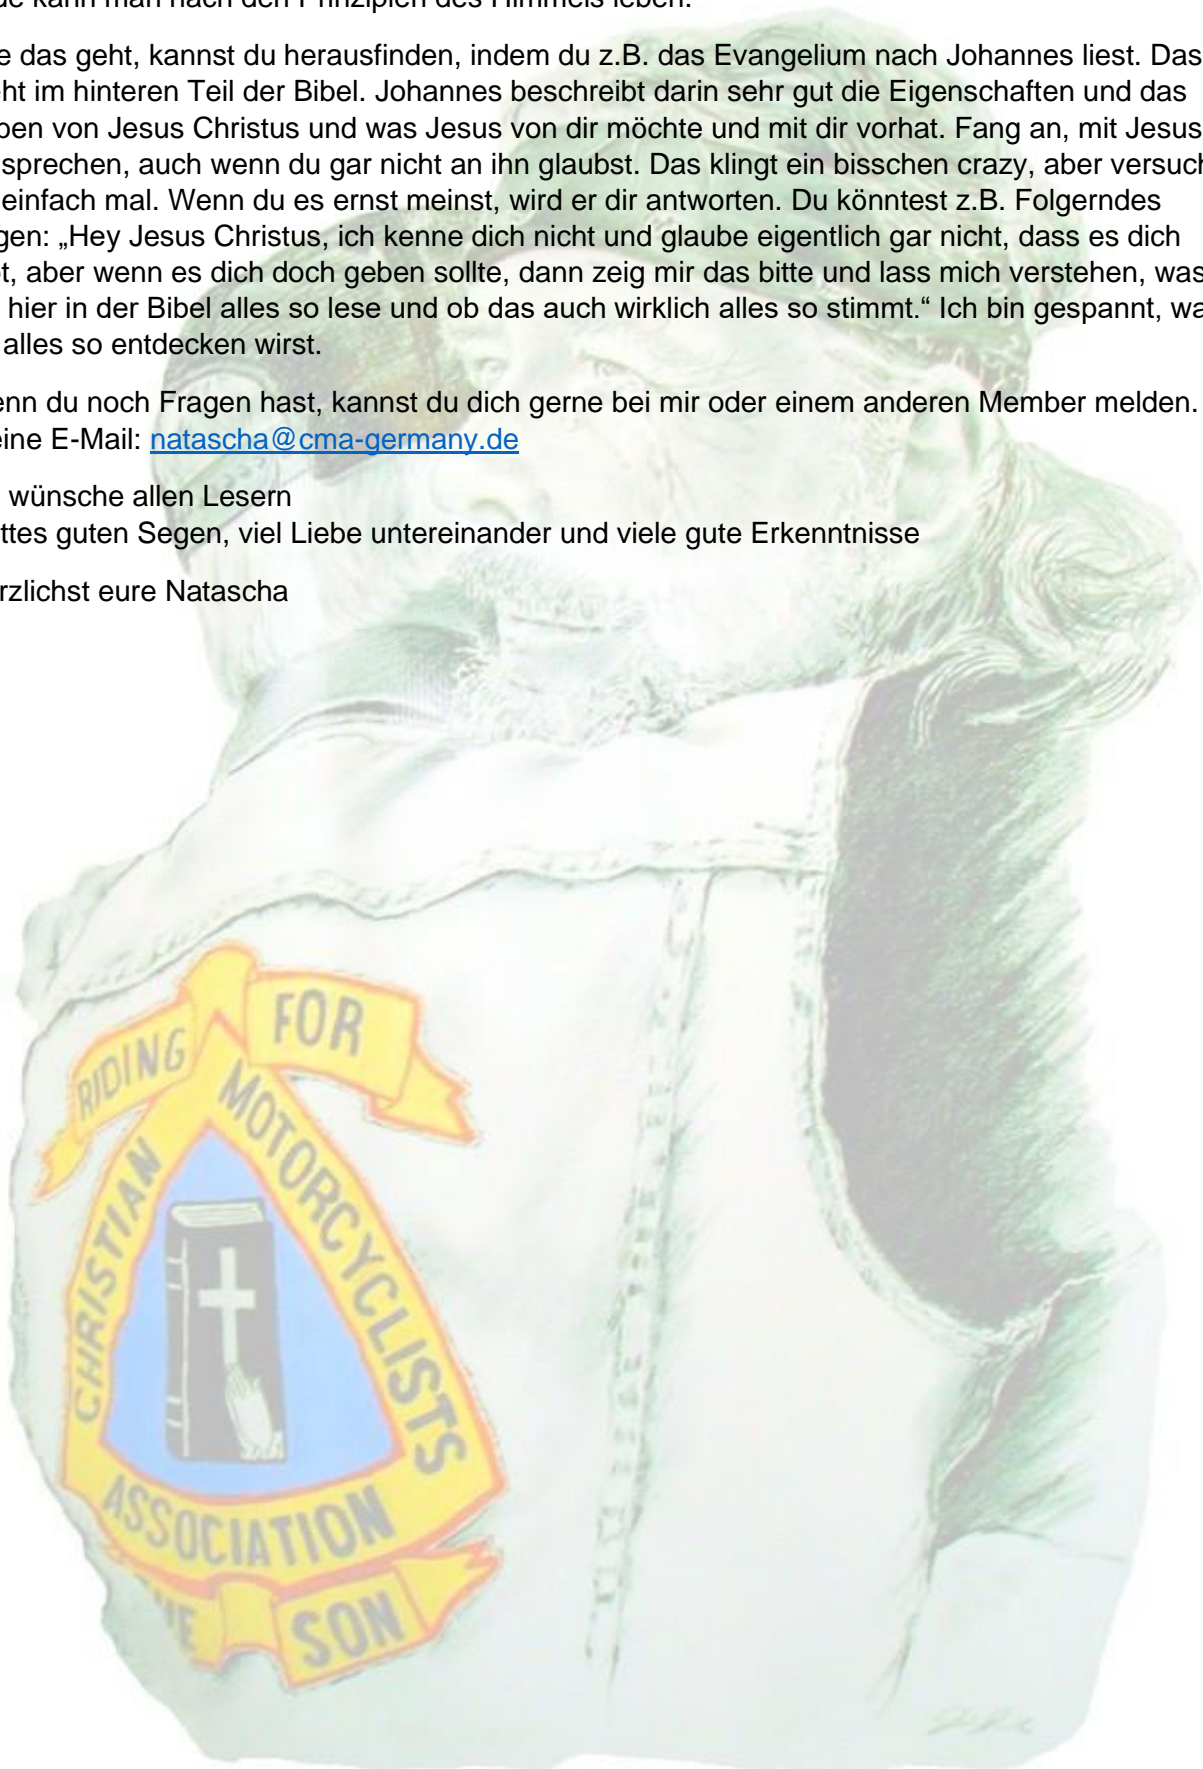 kann man nach den Prinzipien des Himmels leben.
das geht, kannst du herausfinden, indem du z.B. das Evangelium nach Johannes liest. Das
im hinteren Teil der Bibel. Johannes beschreibt darin sehr gut die Eigenschaften und das
von Jesus Christus und was Jesus von dir möchte und mit dir vorhat. Fang an, mit Jesus
sprechen, auch wenn du gar nicht an ihn glaubst. Das klingt ein bisschen crazy, aber versuch
einfach mal. Wenn du es ernst meinst, wird er dir antworten. Du könntest z.B. Folgerndes
„Hey Jesus Christus, ich kenne dich nicht und glaube eigentlich gar nicht, dass es dich
aber wenn es dich doch geben sollte, dann zeig mir das bitte und lass mich verstehen, was
hier in der Bibel alles so lese und ob das auch wirklich alles so stimmt.“ Ich bin gespannt,
alles so entdecken wirst.
du noch Fragen hast, kannst du dich gerne bei mir oder einem anderen Member melden.
E-Mail: natascha@cma-germany.de
wünsche allen Lesern
guten Segen, viel Liebe untereinander und viele gute Erkenntnisse
eure Natascha
RIDING FOR
CHRISTIAN MOTORCYCLISTS
ASSOCIATION
SON